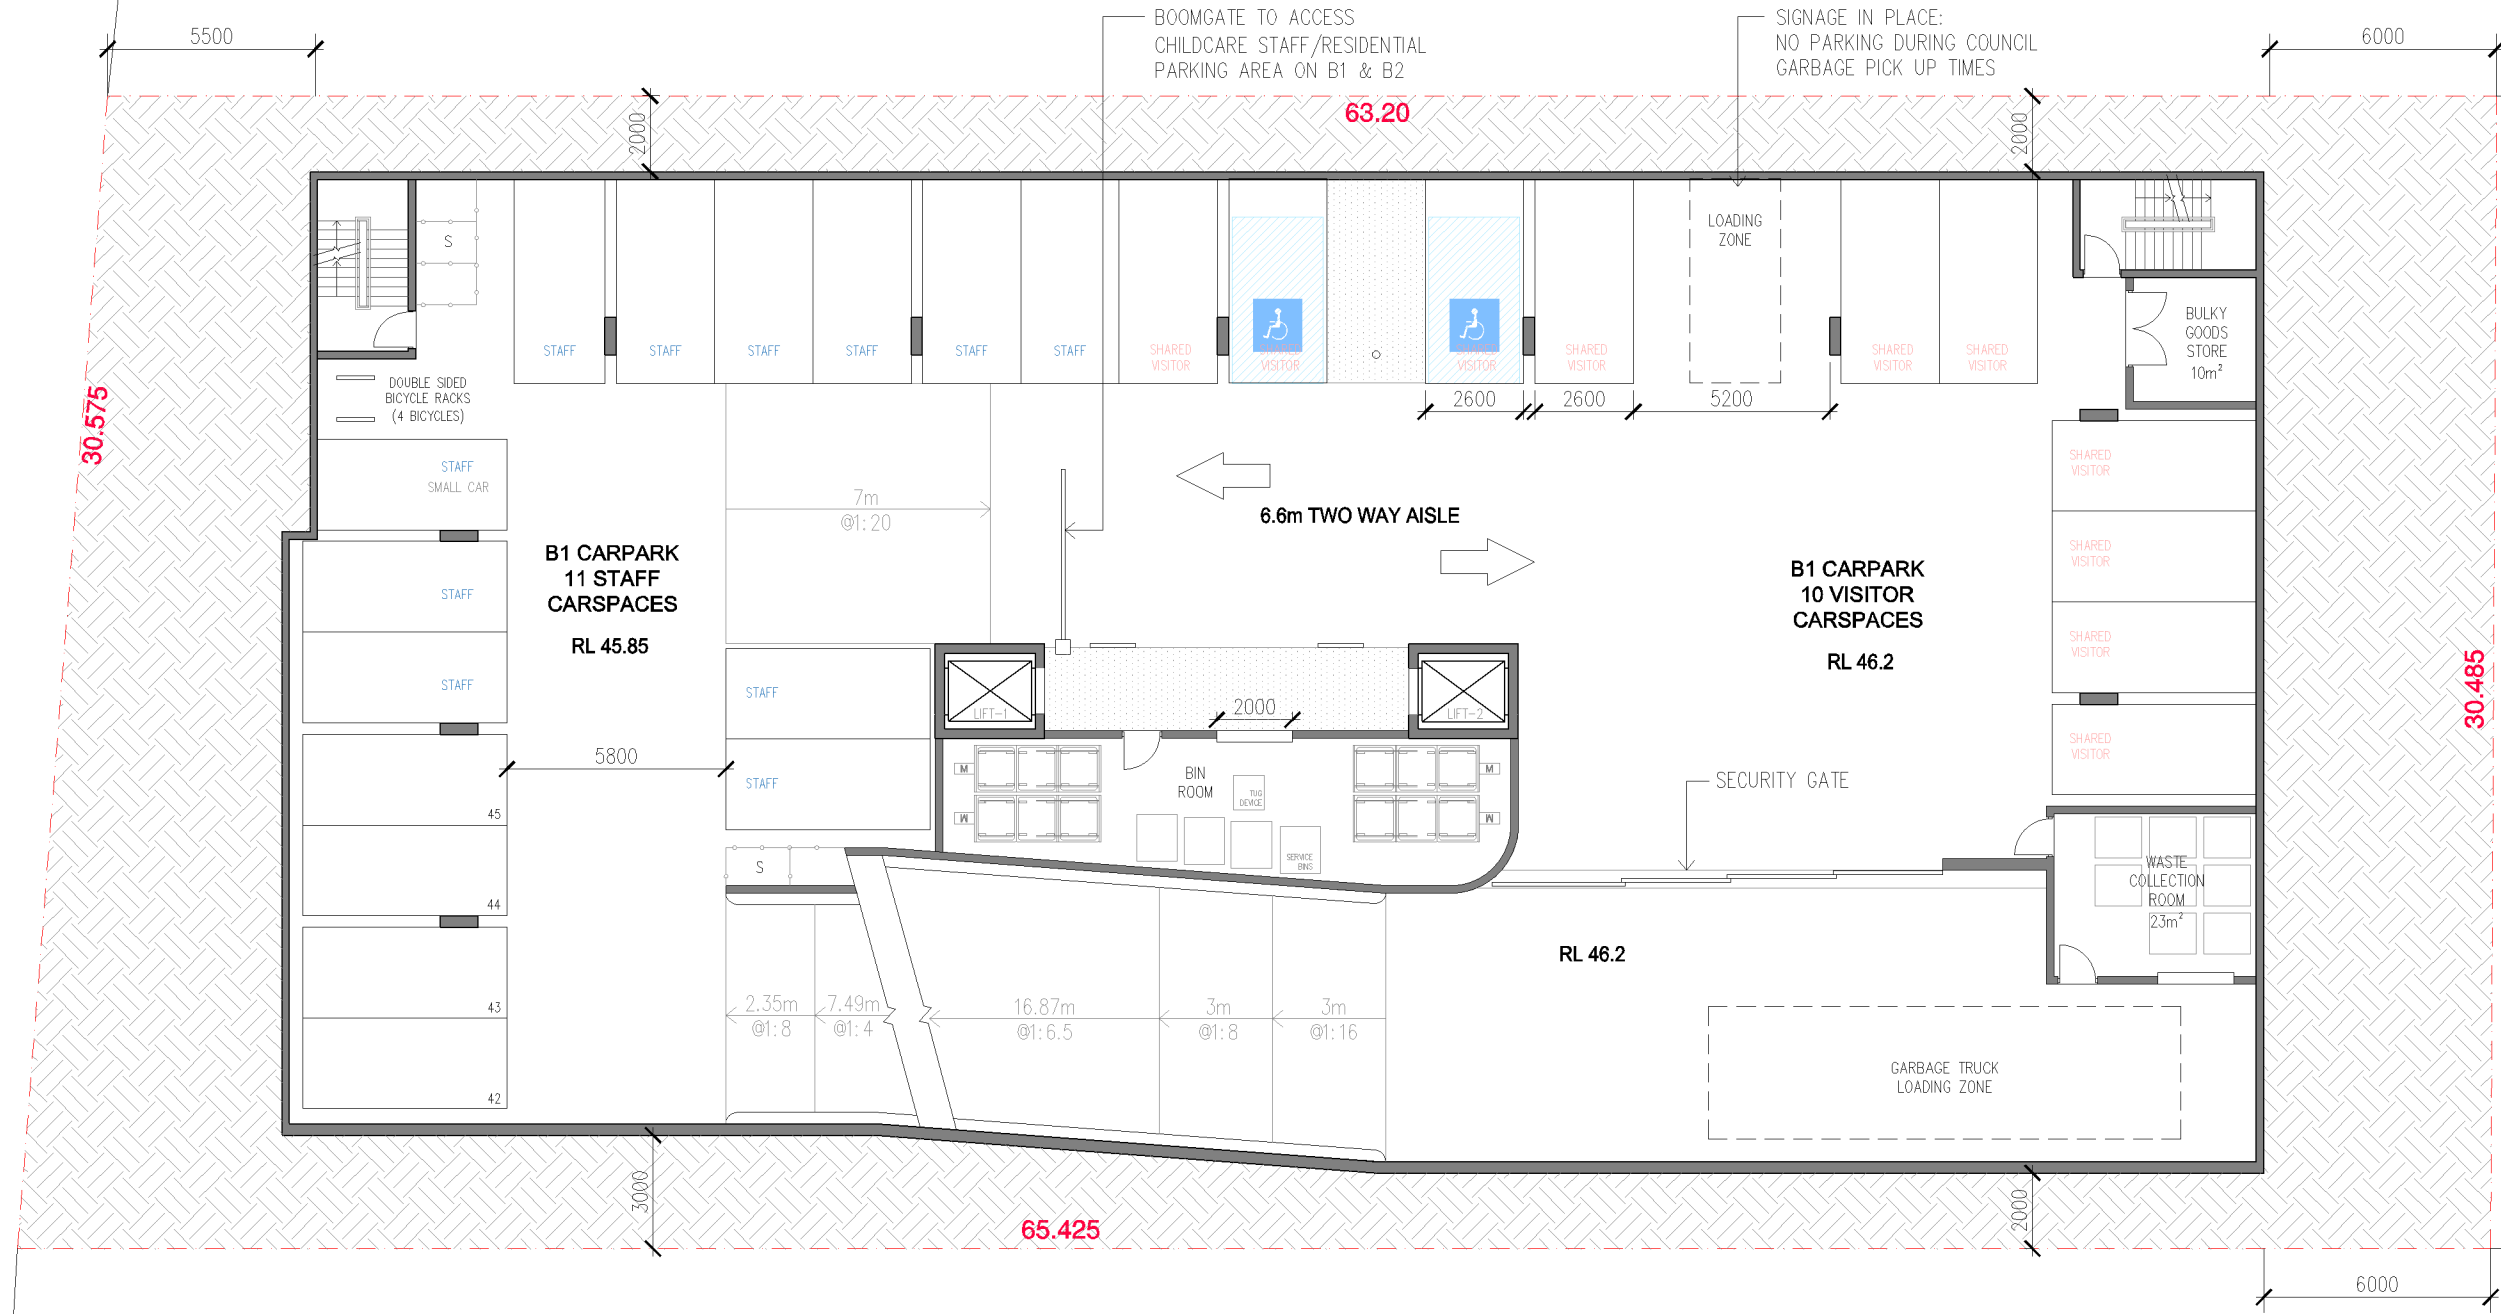 5500
BOOMGATE TO ACCESS
CHILDCARE STAFF/RESIDENTIAL
PARKING AREA ON B1 & B2
SIGNAGE IN PLACE:
NO PARKING DURING COUNCIL
GARBAGE PICK UP TIMES
6000
63.20
2000
2000
S
LOADING
ZONE
STAFF
STAFF
STAFF
STAFF
STAFF
STAFF
SHARED
VISITOR
SHARED
VISITOR
SHARED
VISITOR
SHARED
VISITOR
SHARED
VISITOR
SHARED
VISITOR
BULKY
GOODS
STORE
10m²
DOUBLE SIDED
BICYCLE RACKS
(4 BICYCLES)
2600
2600
5200
30.575
STAFF
SMALL CAR
7m
@1:20
6.6m TWO WAY AISLE
SHARED
VISITOR
SHARED
VISITOR
SHARED
VISITOR
SHARED
VISITOR
B1 CARPARK
11 STAFF
CARSPACES
RL 45.85
B1 CARPARK
10 VISITOR
CARSPACES
RL 46.2
STAFF
STAFF
STAFF
STAFF
LIFT-1
2000
LIFT-2
30.485
5800
M
M
M
M
BIN
ROOM
TUG
DEVICE
SERVICE
BINS
SECURITY GATE
45
44
43
42
S
WASTE
COLLECTION
ROOM
23m²
RL 46.2
2.35m
@1:8
7.49m
@1:4
16.87m
@1:6.5
3m
@1:8
3m
@1:16
GARBAGE TRUCK
LOADING ZONE
3000
2000
65.425
6000